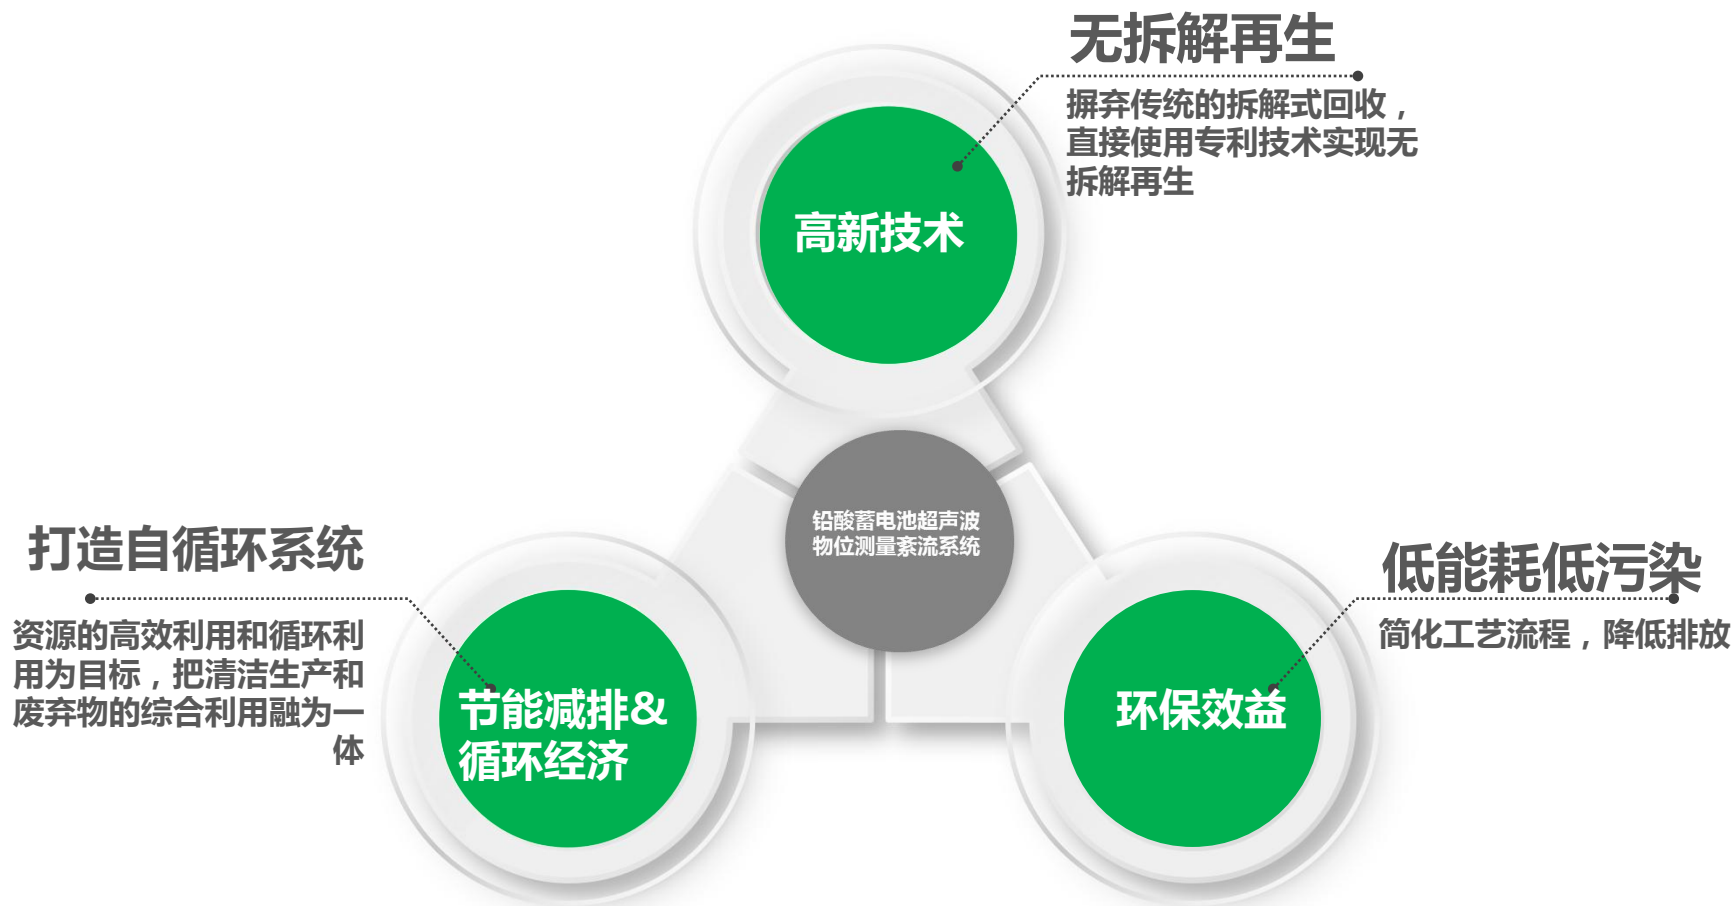 无拆解再生
摒弃传统的拆解式回收，
直接使用专利技术实现无
拆解再生
高新技术
铅酸蓄电池超声波
物位测量紊流系统
打造自循环系统
资源的高效利用和循环利
用为目标，把清洁生产和
废弃物的综合利用融为一
体
节能减排&
循环经济
低能耗低污染
简化工艺流程，降低排放
环保效益